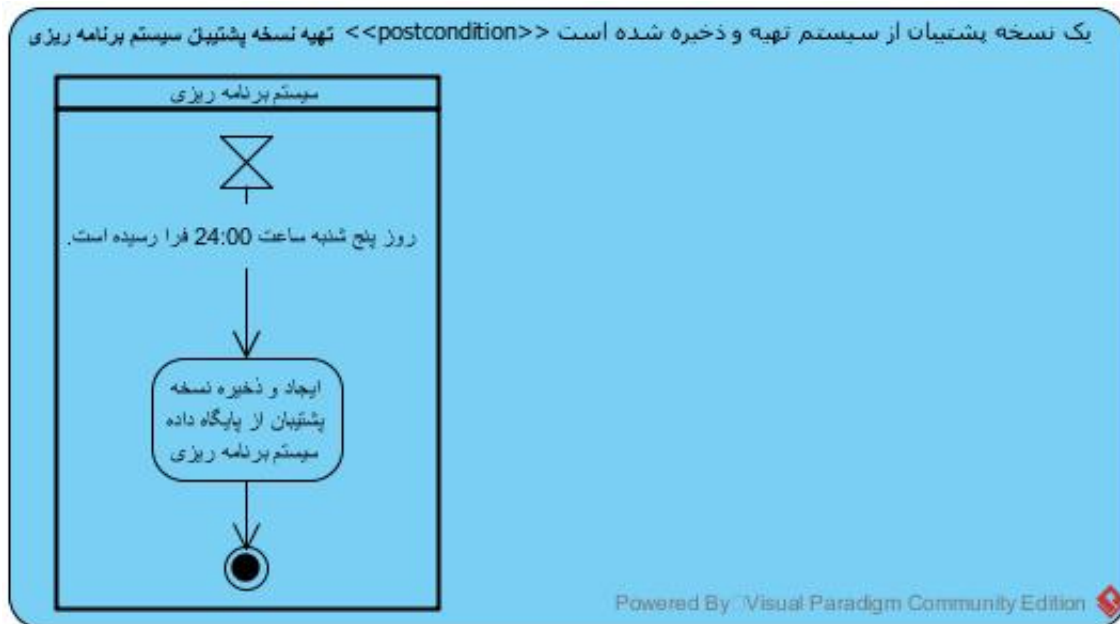 تهیه نسخه پشتیبان سیستم برنامه ریزی <<postcondition>> یک نسخه پشتیبان از سیستم تهیه و ذخیره شده است
سیستم برنامه ریزی
روز پنج شنبه ساعت 24:00 فرا رسیده است.
ایجاد و ذخیره نسخه
پشتیبان از پایگاه داده
سیستم برنامه ریزی
Powered By Visual Paradigm Community Edition